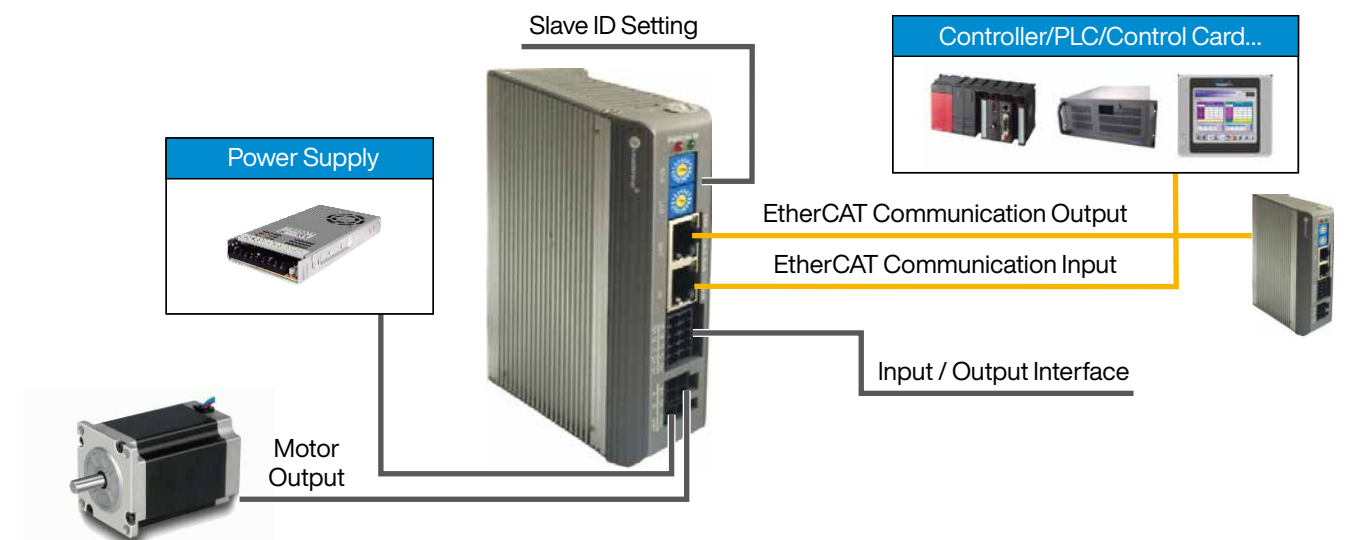 Slave ID Setting
Controller/PLC/Control Card...
Power Supply
EtherCAT Communication Output
EtherCAT Communication Input
Input / Output Interface
Motor
Output